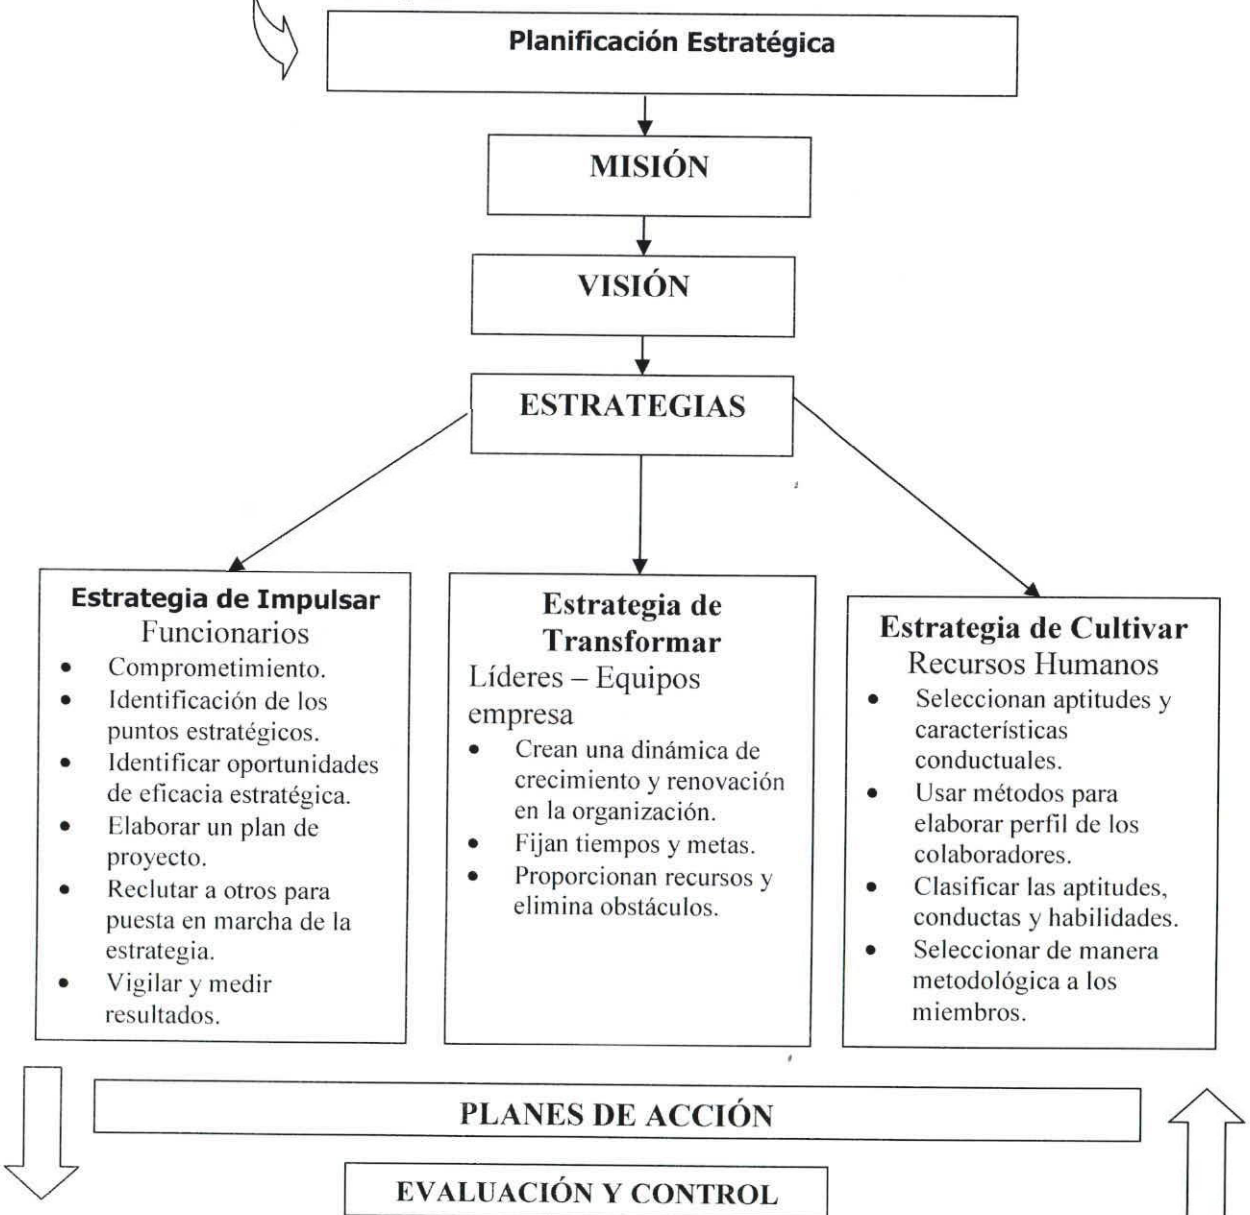 Planificación Estratégica
MISIÓN
VISIÓN
ESTRATEGIAS
Estrategia de Impulsar
Funcionarios
• Comprometimiento.
• Identificación de los
puntos estratégicos.
• Identificar oportunidades
de eficacia estratégica.
• Elaborar un plan de
proyecto.
• Reclutar a otros para
puesta en marcha de la
estrategia.
• Vigilar y medir
resultados.
Estrategia de
Transformar
Líderes – Equipos
empresa
• Crean una dinámica de
crecimiento y renovación
en la organización.
• Fijan tiempos y metas.
• Proporcionan recursos y
elimina obstáculos.
Estrategia de Cultivar
Recursos Humanos
• Seleccionan aptitudes y
características
conductuales.
• Usar métodos para
elaborar perfil de los
colaboradores.
• Clasificar las aptitudes,
conductas y habilidades.
• Seleccionar de manera
metodológica a los
miembros.
PLANES DE ACCIÓN
EVALUACIÓN Y CONTROL